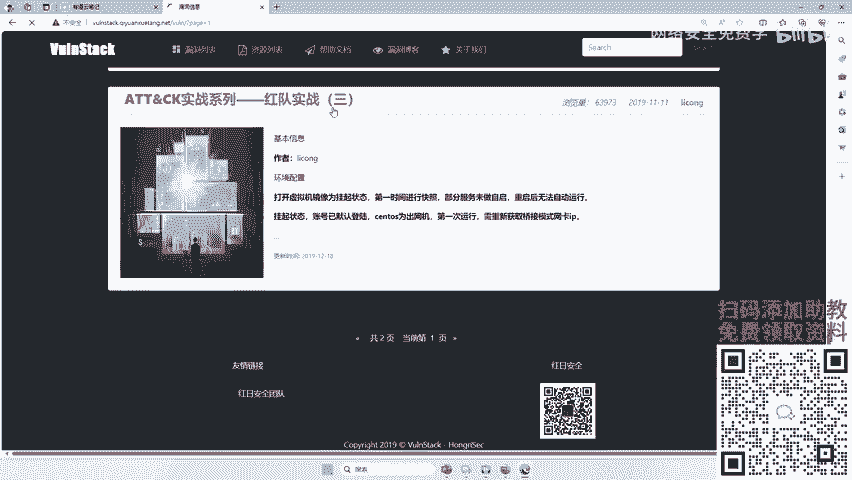 有道云笔记
漏洞信息
不安全 | vulnstack.qiyuanxuetang.net/vuln/?page=1
网络安全免费学 bilibili
VulnStack
漏洞列表
资源列表
帮助文档
漏洞博客
关于我们
Search
ATT&CK实战系列——红队实战（三）
浏览量： 63973
2019-11-11
licong
基本信息
作者： licong
环境配置
打开虚拟机镜像为挂起状态，第一时间进行快照，部分服务未做自启，重启后无法自动运行。
挂起状态，账号已默认登陆，centos为出网机，第一次运行，需重新获取桥接模式网卡ip。
...
更新时间: 2019-12-18
扫码添加助教
免费领取资料
« 共 2 页 当前第 1 页 »
友情链接
红日安全
红日安全团队
Copyright 2019 © VulnStack · HongriSec
搜索